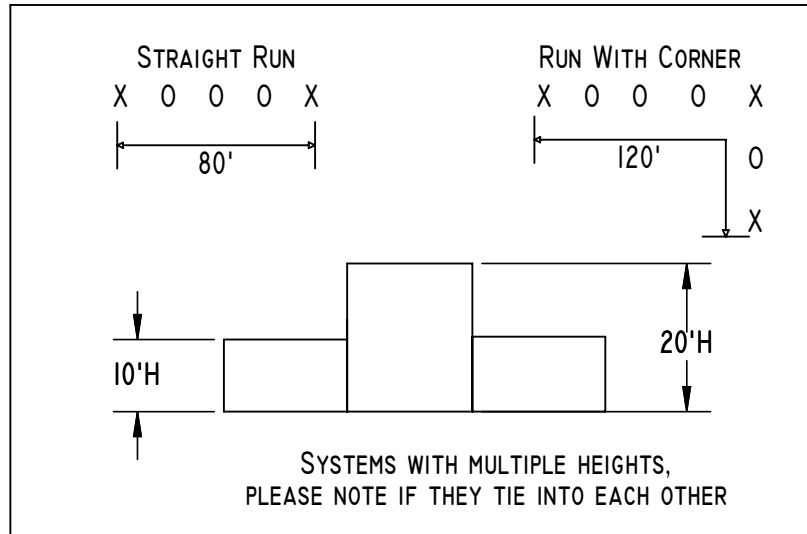 STRAIGHT RUN
X O O O X
80'
RUN WITH CORNER
X O O O X
120'
O
X
10'H
20'H
SYSTEMS WITH MULTIPLE HEIGHTS,
PLEASE NOTE IF THEY TIE INTO EACH OTHER